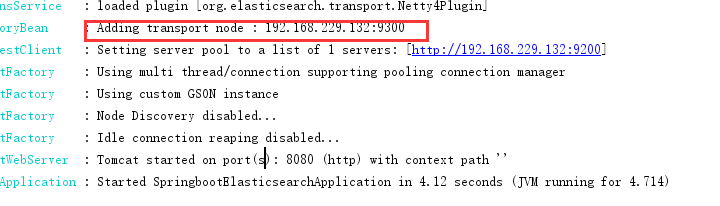 nsService : loaded plugin [org.elasticsearch.transport.Netty4Plugin]
oryBean : Adding transport node : 192.168.229.132:9300
estClient : Setting server pool to a list of 1 servers: [http://192.168.229.132:9200]
tFactory : Using multi thread/connection supporting pooling connection manager
tFactory : Using custom GSON instance
tFactory : Node Discovery disabled...
tFactory : Idle connection reaping disabled...
tWebServer : Tomcat started on port(s): 8080 (http) with context path ''
Application : Started SpringbootElasticsearchApplication in 4.12 seconds (JVM running for 4.714)